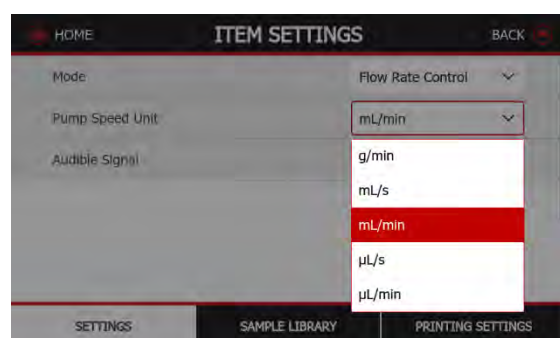 HOME ITEM SETTINGS BACK
Mode Flow Rate Control
Pump Speed Unit mL/min
Audible Signal
g/min
mL/s
mL/min
µL/s
µL/min
SETTINGS SAMPLE LIBRARY PRINTING SETTINGS